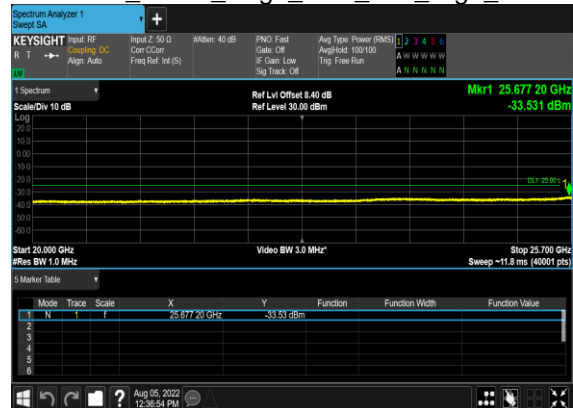 Spectrum Analyzer 1
Swept SA
+
KEYSIGHT Input: RF Input Z: 50 Ω #Atten: 40 dB PNO: Fast Avg Type: Power (RMS) 1 2 3 4 5 6
R T Coupling: DC Corr CCorr Gate: Off Avg|Hold: 100/100 A W W W W W
Align: Auto Freq Ref: Int (S) IF Gain: Low Trig: Free Run
Sig Track: Off A N N N N N
1 Spectrum Ref Lvl Offset 8.40 dB Mkr1 25.677 20 GHz
Scale/Div 10 dB Ref Level 30.00 dBm -33.531 dBm
Log
20.0
10.0
0.00
-10.0
-20.0
DL1 -25.00
-30.0
1
-40.0
-50.0
-60.0
Start 20.000 GHz Video BW 3.0 MHz* Stop 25.700 GHz
#Res BW 1.0 MHz Sweep ~11.8 ms (40001 pts)
5 Marker Table
Mode Trace Scale X Y Function Function Width Function Value
1 N 1 f 25.677 20 GHz -33.53 dBm
2
3
4
5
6
? Aug 05, 2022
12:36:54 PM